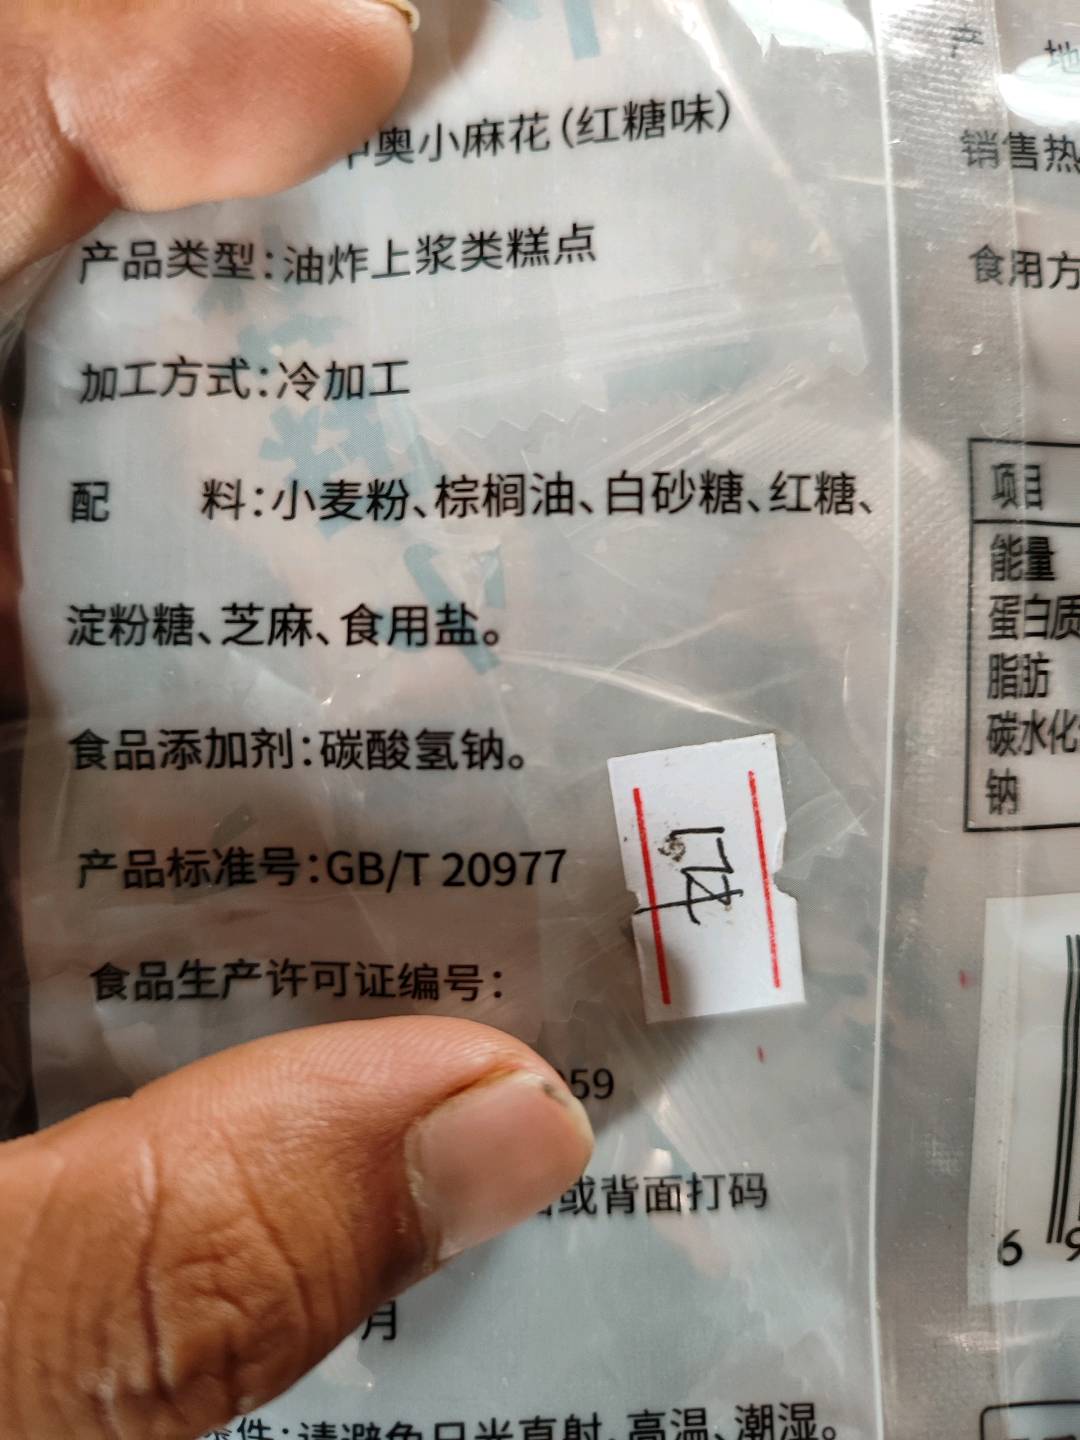 奥小麻花(红糖味)
产品类型:油炸上浆类糕点
加工方式:冷加工
配 料:小麦粉、棕榈油、白砂糖、红糖、
淀粉糖、芝麻、食用盐。
食品添加剂:碳酸氢钠。
产品标准号:GB/T 20977
食品生产许可证编号:
59
或背面打码
月
件:请避免日光直射、高温、潮湿。
产 地
销售热
食用方
项目
能量
蛋白质
脂肪
碳水化
钠
6 9